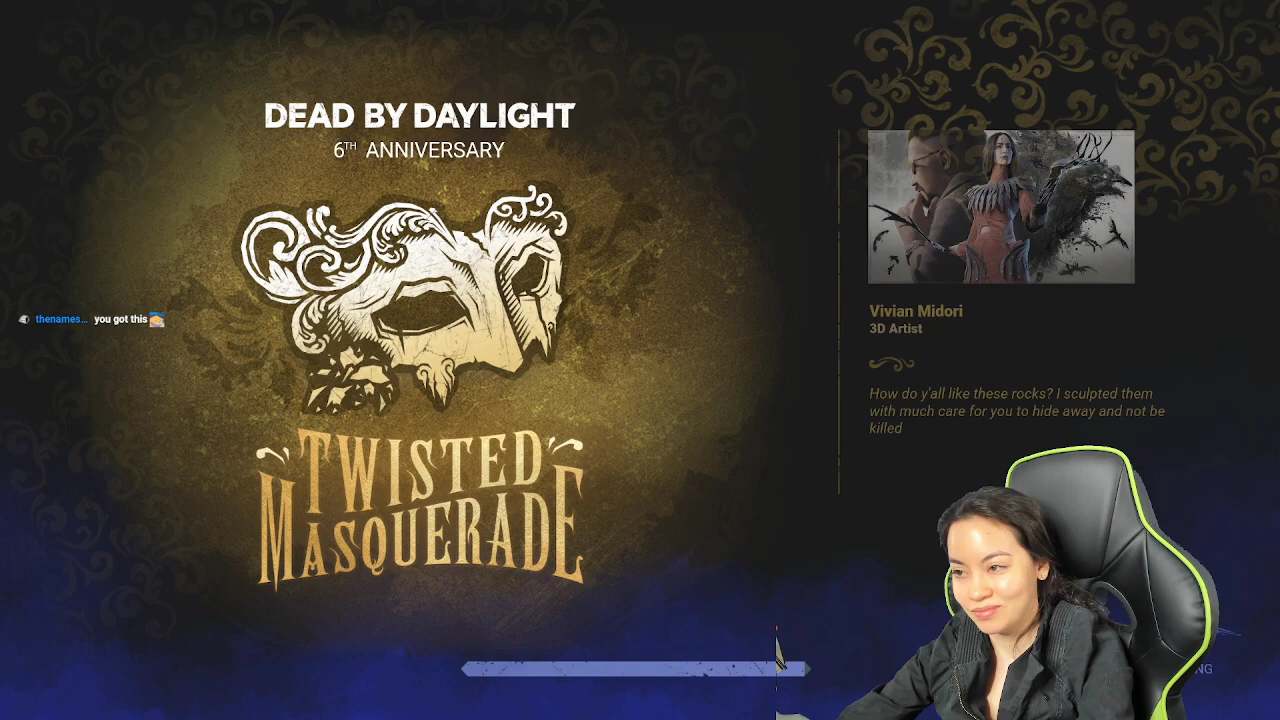 DEAD BY DAYLIGHT
6TH ANNIVERSARY
thenames... you got this
TWISTED
MASQUERADE
Vivian Midori
3D Artist
How do y'all like these rocks? I sculpted them
with much care for you to hide away and not be
killed
NG